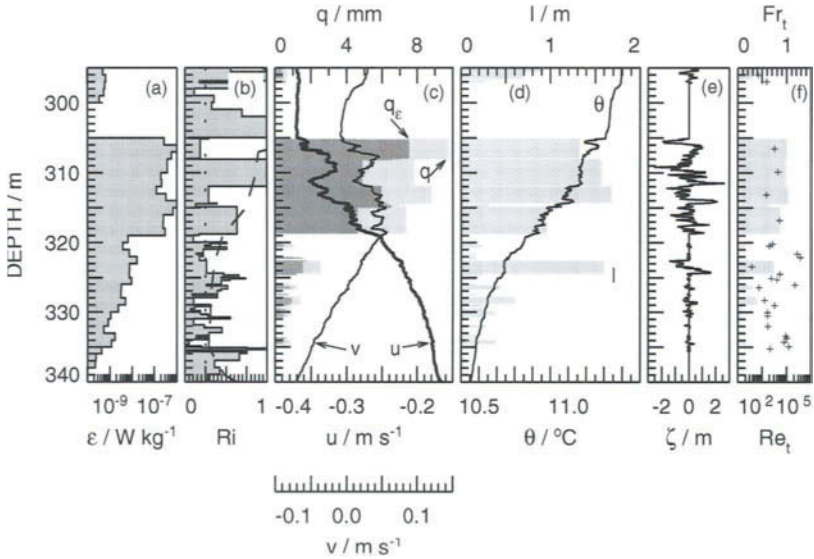 q / mm
l / m
Fr_t
0 4 8
0 1 2
0 1
(a)
(b)
(c)
(d)
(e)
(f)
300
310
320
330
340
DEPTH / m
q_ε
q
θ
l
v
u
10^-9 10^-7
0 1
-0.4 -0.3 -0.2
10.5 11.0
-2 0 2
10^2 10^5
ε / W kg^-1
Ri
u / m s^-1
θ / °C
ζ / m
Re_t
-0.1 0.0 0.1
v / m s^-1